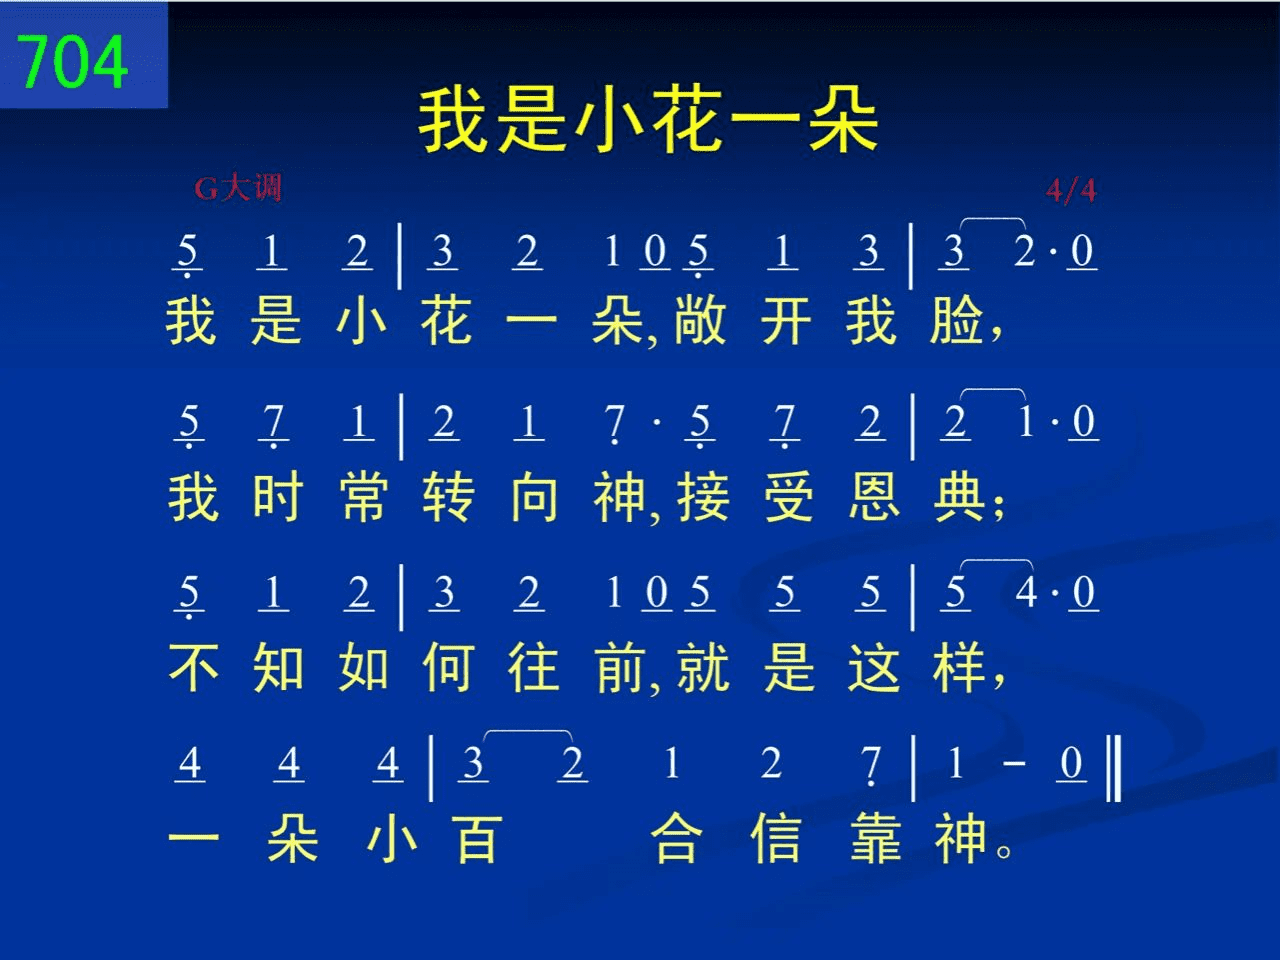 704
我是小花一朵
G大调 4/4
5̣ 1 2 | 3 2 1 0 5̣ 1 3 | 3 2 · 0
我是小花一朵,敞开我脸，
5̣ 7̣ 1 | 2 1 7̣ · 5̣ 7̣ 2 | 2 1 · 0
我时常转向神,接受恩典；
5̣ 1 2 | 3 2 1 0 5 5 5 | 5 4 · 0
不知如何往前,就是这样，
4 4 4 | 3 2 1 2 7̣ | 1 - 0 ‖
一朵小百 合信靠神。